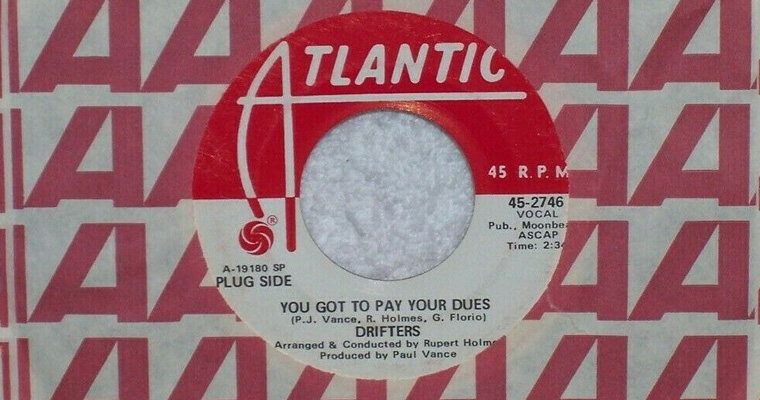 ATLANTIC
45 R.P.M
45-2746
VOCAL
Pub., Moonbe
ASCAP
Time: 2:3
®
A-19180 SP
PLUG SIDE
YOU GOT TO PAY YOUR DUES
(P.J. Vance, R. Holmes, G. Florio)
DRIFTERS
Arranged & Conducted by Rupert Holm
Produced by Paul Vance